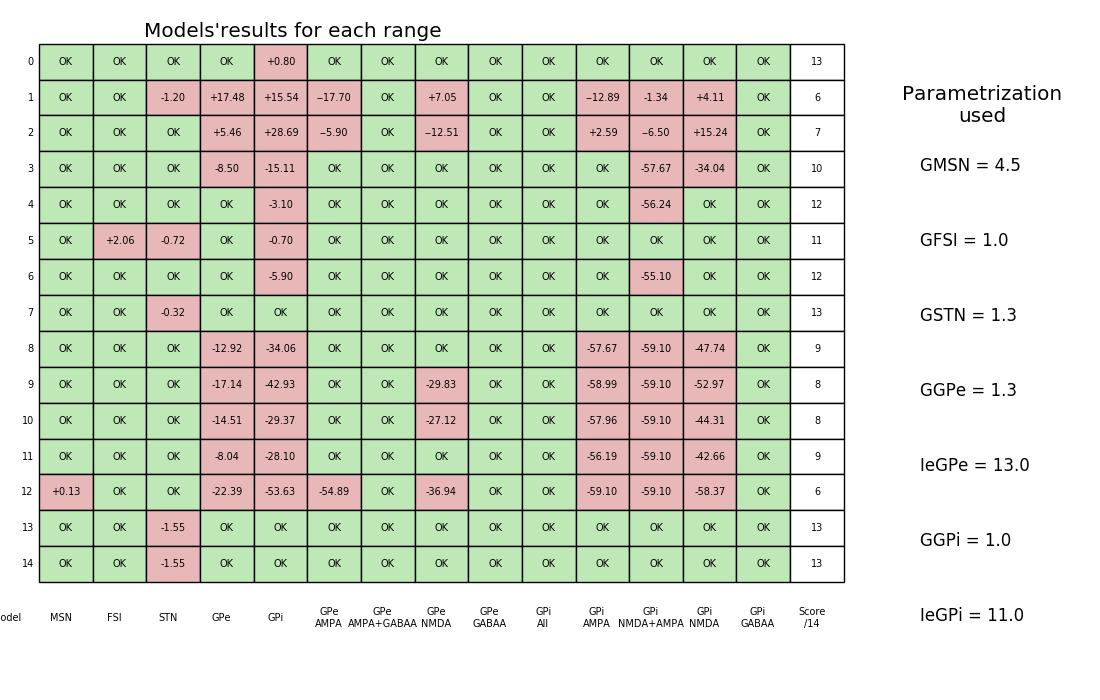 Models'results for each range
0 OK OK OK OK +0.80 OK OK OK OK OK OK OK OK OK 13
1 OK OK -1.20 +17.48 +15.54 --17.70 OK +7.05 OK OK --12.89 -1.34 +4.11 OK 6
2 OK OK OK +5.46 +28.69 --5.90 OK --12.51 OK OK +2.59 --6.50 +15.24 OK 7
3 OK OK OK -8.50 -15.11 OK OK OK OK OK OK -57.67 -34.04 OK 10
4 OK OK OK OK -3.10 OK OK OK OK OK OK -56.24 OK OK 12
5 OK +2.06 -0.72 OK -0.70 OK OK OK OK OK OK OK OK OK 11
6 OK OK OK OK -5.90 OK OK OK OK OK OK -55.10 OK OK 12
7 OK OK -0.32 OK OK OK OK OK OK OK OK OK OK OK 13
8 OK OK OK -12.92 -34.06 OK OK OK OK OK -57.67 -59.10 -47.74 OK 9
9 OK OK OK -17.14 -42.93 OK OK -29.83 OK OK -58.99 -59.10 -52.97 OK 8
10 OK OK OK -14.51 -29.37 OK OK -27.12 OK OK -57.96 -59.10 -44.31 OK 8
11 OK OK OK -8.04 -28.10 OK OK OK OK OK -56.19 -59.10 -42.66 OK 9
12 +0.13 OK OK -22.39 -53.63 -54.89 OK -36.94 OK OK -59.10 -59.10 -58.37 OK 6
13 OK OK -1.55 OK OK OK OK OK OK OK OK OK OK OK 13
14 OK OK -1.55 OK OK OK OK OK OK OK OK OK OK OK 13
GPe GPe GPe GPe GPi GPi GPi GPi GPi Score
odel MSN FSI STN GPe GPi
AMPA AMPA+GABAA NMDA GABAA All AMPA NMDA+AMPA NMDA GABAA /14
Parametrization
used
GMSN = 4.5
GFSI = 1.0
GSTN = 1.3
GGPe = 1.3
IeGPe = 13.0
GGPi = 1.0
IeGPi = 11.0